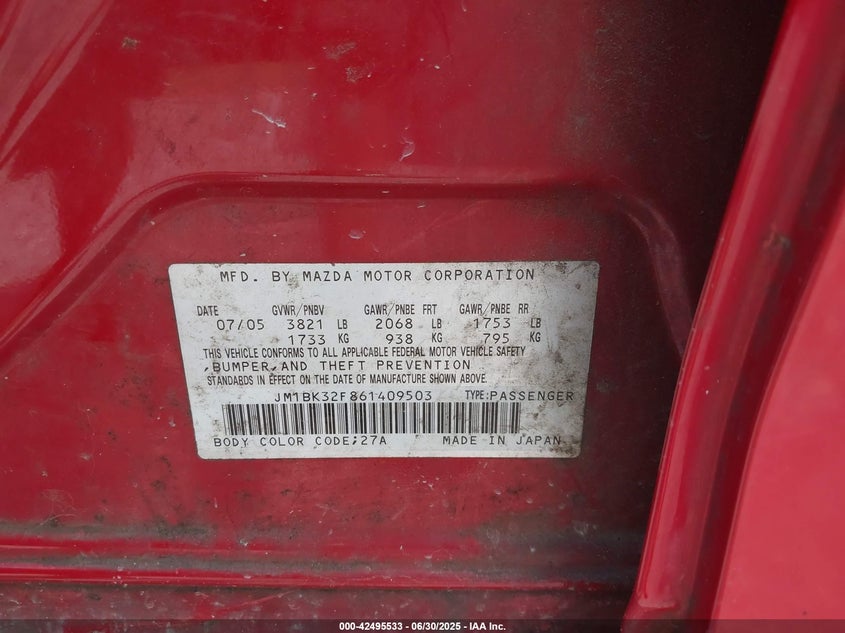 MFD. BY MAZDA MOTOR CORPORATION
DATE GVWR/PNBV GAWR/PNBE FRT GAWR/PNBE RR
07/05 3821 LB 2068 LB 1753 LB
1733 KG 938 KG 795 KG
THIS VEHICLE CONFORMS TO ALL APPLICABLE FEDERAL MOTOR VEHICLE SAFETY
,BUMPER,AND THEFT PREVENTION
STANDARDS IN EFFECT ON THE DATE OF MANUFACTURE SHOWN ABOVE.
JM1BK32F861409503 TYPE:PASSENGER
BODY COLOR CODE;27A MADE IN JAPAN
000-42495533 - 06/30/2025 - IAA Inc.